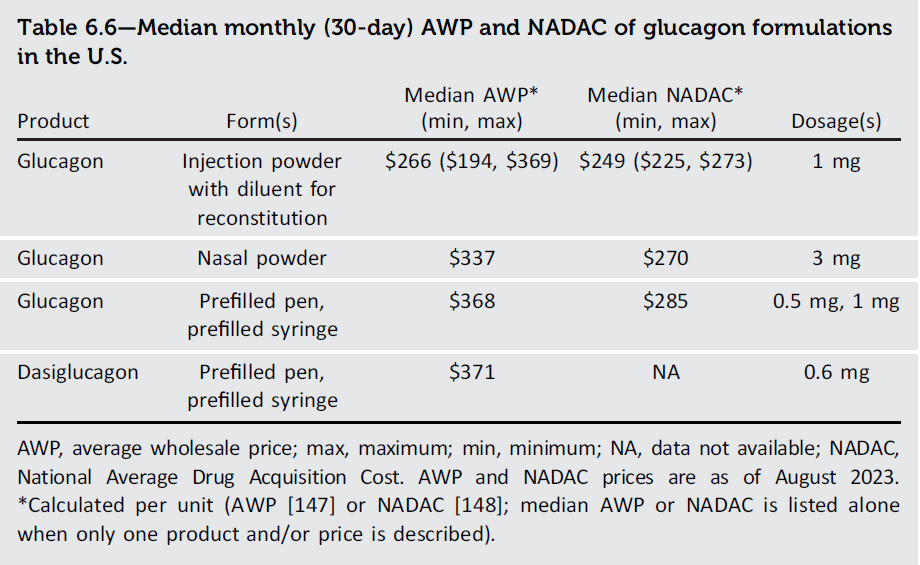 Table 6.6—Median monthly (30-day) AWP and NADAC of glucagon formulations
in the U.S.
Median AWP* Median NADAC*
Product Form(s) (min, max) (min, max) Dosage(s)
Glucagon Injection powder $266 ($194, $369) $249 ($225, $273) 1 mg
with diluent for
reconstitution
Glucagon Nasal powder $337 $270 3 mg
Glucagon Prefilled pen, $368 $285 0.5 mg, 1 mg
prefilled syringe
Dasiglucagon Prefilled pen, $371 NA 0.6 mg
prefilled syringe
AWP, average wholesale price; max, maximum; min, minimum; NA, data not available; NADAC,
National Average Drug Acquisition Cost. AWP and NADAC prices are as of August 2023.
*Calculated per unit (AWP [147] or NADAC [148]; median AWP or NADAC is listed alone
when only one product and/or price is described).